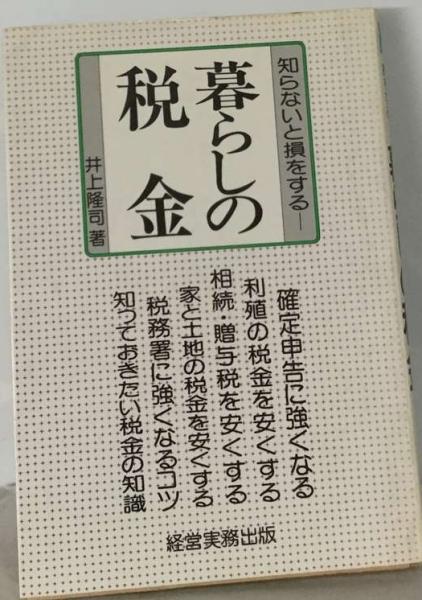 知らないと損をする―
暮らしの
税金
井上隆司著
確定申告に強くなる
利殖の税金を安くする
相続・贈与税を安くする
家と土地の税金を安くする
税務署に強くなるコツ
知っておきたい税金の知識
経営実務出版